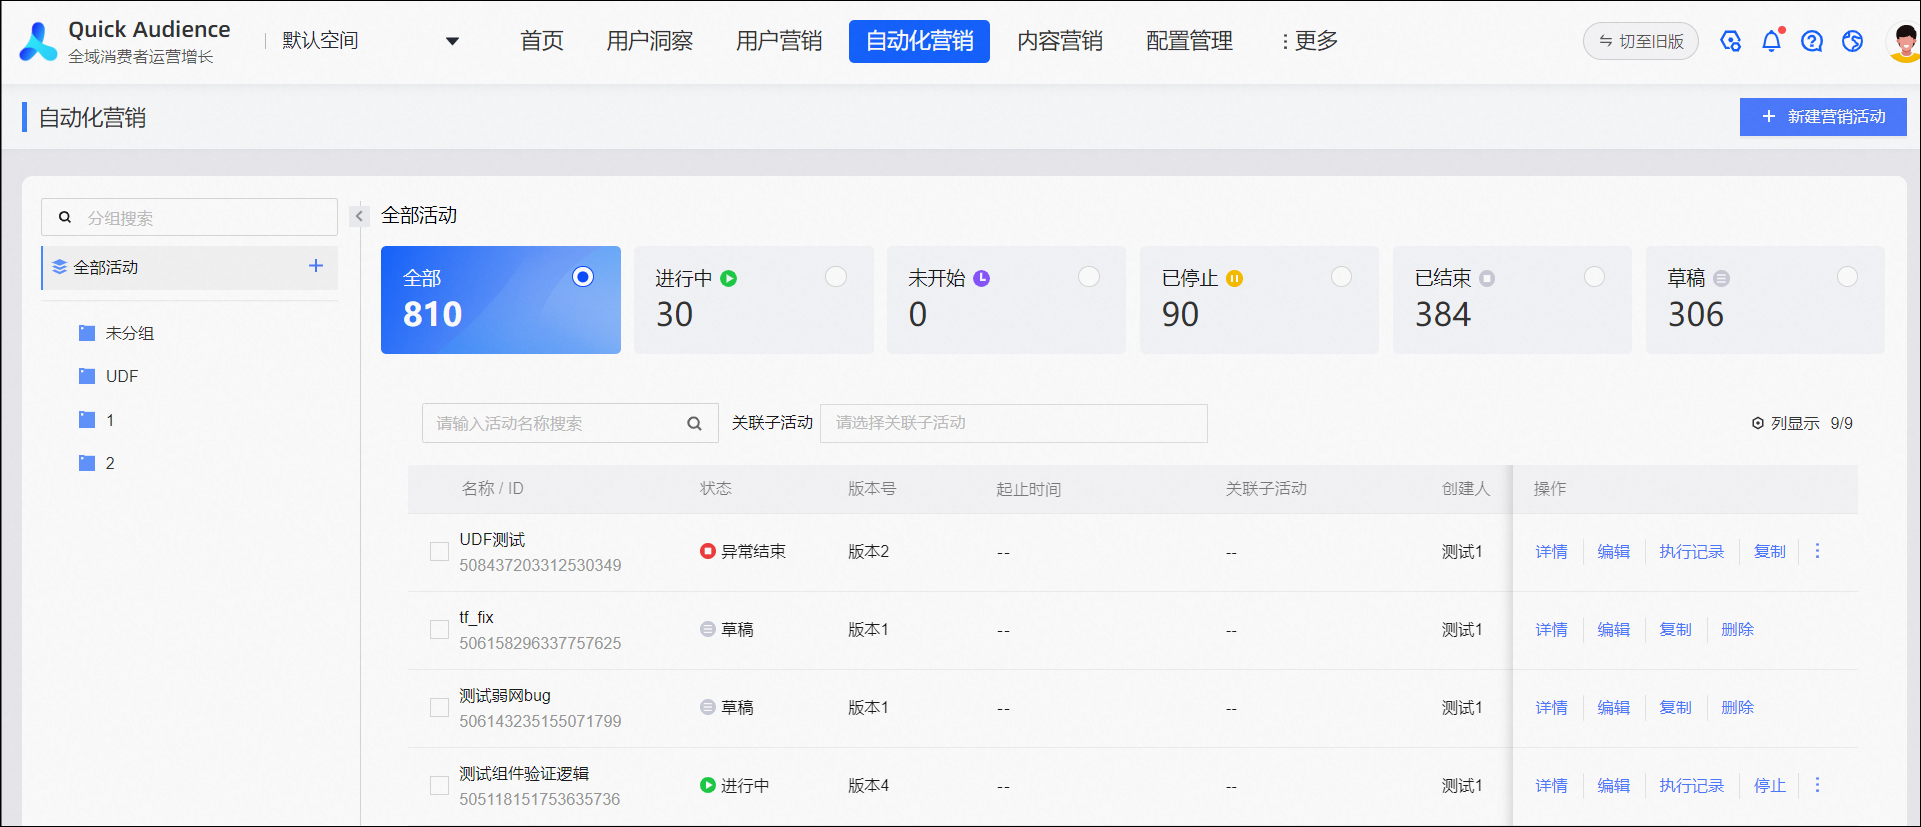 Quick Audience
全域消费者运营增长
默认空间
首页
用户洞察
用户营销
自动化营销
内容营销
配置管理
更多
切至旧版
自动化营销
+ 新建营销活动
分组搜索
全部活动
未分组
UDF
1
2
全部活动
全部
810
进行中
30
未开始
0
已停止
90
已结束
384
草稿
306
请输入活动名称搜索
关联子活动
请选择关联子活动
列显示 9/9
名称 / ID 状态 版本号 起止时间 关联子活动 创建人 操作
UDF测试
508437203312530349
异常结束 版本2 -- -- 测试1 详情 编辑 执行记录 复制
tf_fix
506158296337757625
草稿 版本1 -- -- 测试1 详情 编辑 复制 删除
测试弱网bug
506143235155071799
草稿 版本1 -- -- 测试1 详情 编辑 复制 删除
测试组件验证逻辑
505118151753635736
进行中 版本4 -- -- 测试1 详情 编辑 执行记录 停止